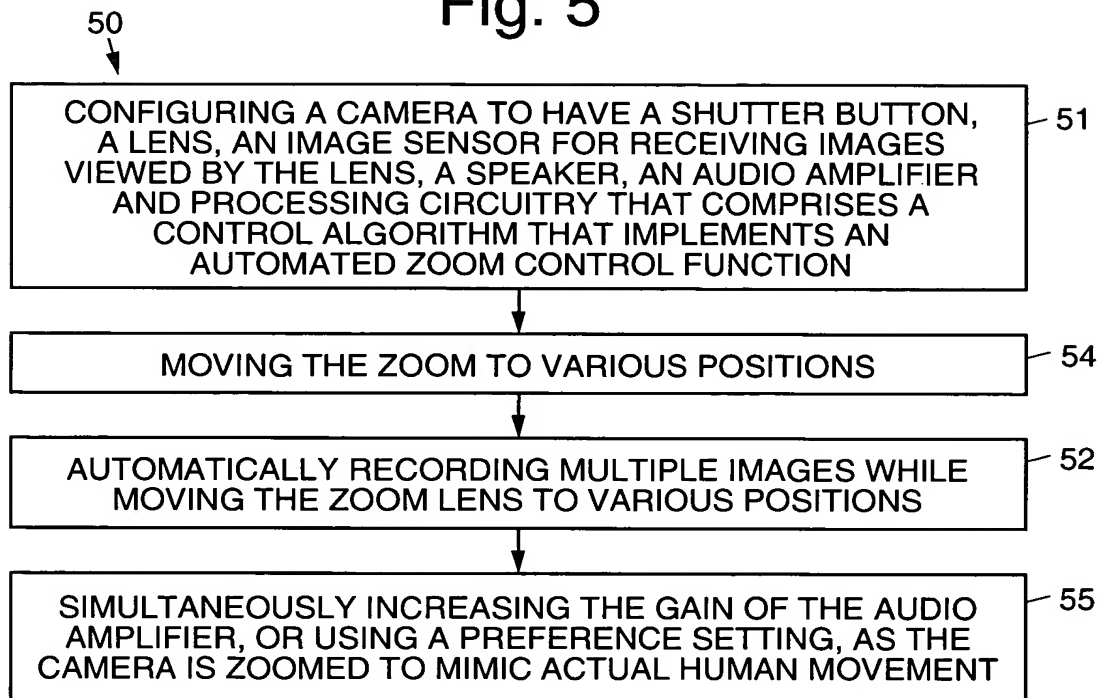 Fig. 5
50
CONFIGURING A CAMERA TO HAVE A SHUTTER BUTTON,
A LENS, AN IMAGE SENSOR FOR RECEIVING IMAGES
VIEWED BY THE LENS, A SPEAKER, AN AUDIO AMPLIFIER
AND PROCESSING CIRCUITRY THAT COMPRISES A
CONTROL ALGORITHM THAT IMPLEMENTS AN
AUTOMATED ZOOM CONTROL FUNCTION
51
MOVING THE ZOOM TO VARIOUS POSITIONS
54
AUTOMATICALLY RECORDING MULTIPLE IMAGES WHILE
MOVING THE ZOOM LENS TO VARIOUS POSITIONS
52
SIMULTANEOUSLY INCREASING THE GAIN OF THE AUDIO
AMPLIFIER, OR USING A PREFERENCE SETTING, AS THE
CAMERA IS ZOOMED TO MIMIC ACTUAL HUMAN MOVEMENT
55